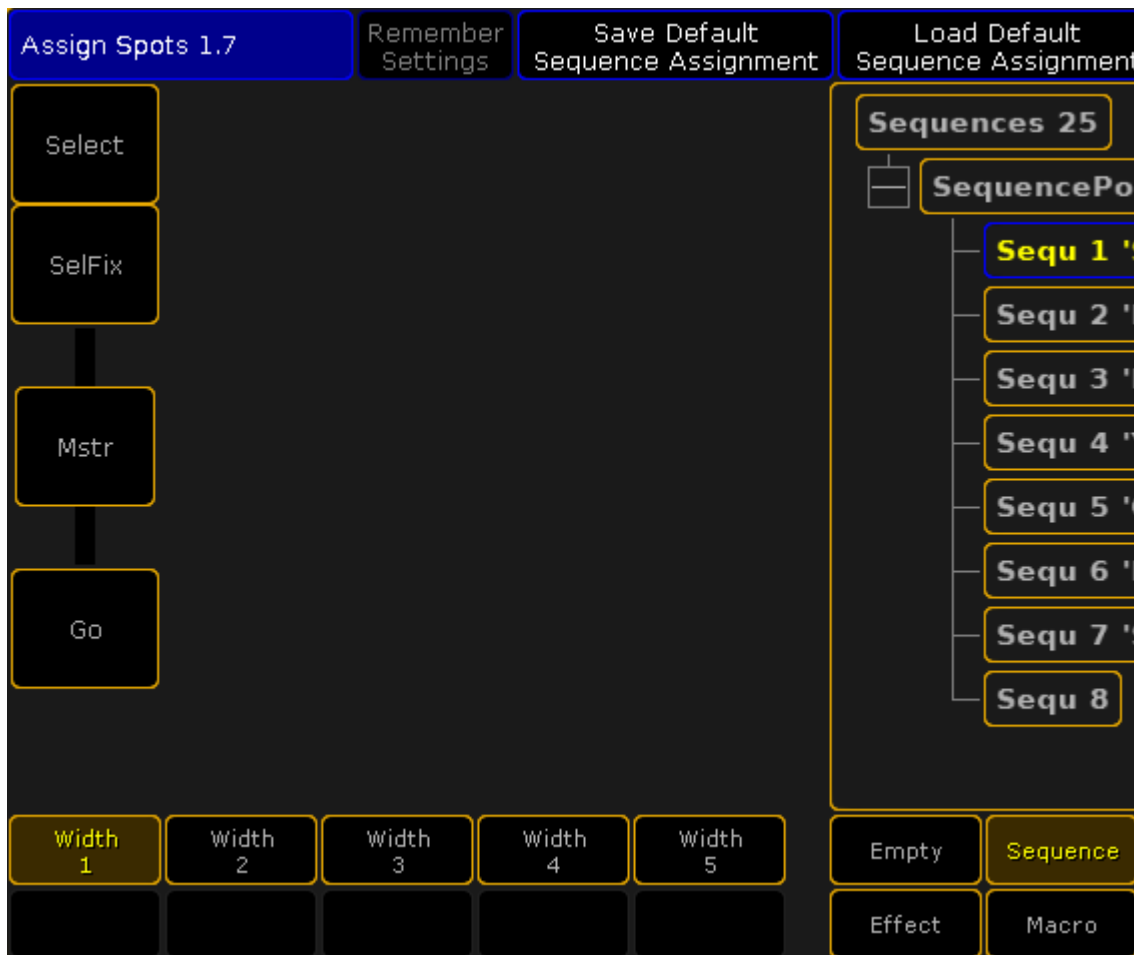 Assign Spots 1.7
Remember
Settings
Save Default
Sequence Assignment
Load Default
Sequence Assignment
Select
SelFix
Mstr
Go
Sequences 25
SequencePo
Sequ 1 '
Sequ 2 '
Sequ 3 '
Sequ 4 '
Sequ 5 '
Sequ 6 '
Sequ 7 '
Sequ 8
Width
1
Width
2
Width
3
Width
4
Width
5
Empty
Sequence
Effect
Macro